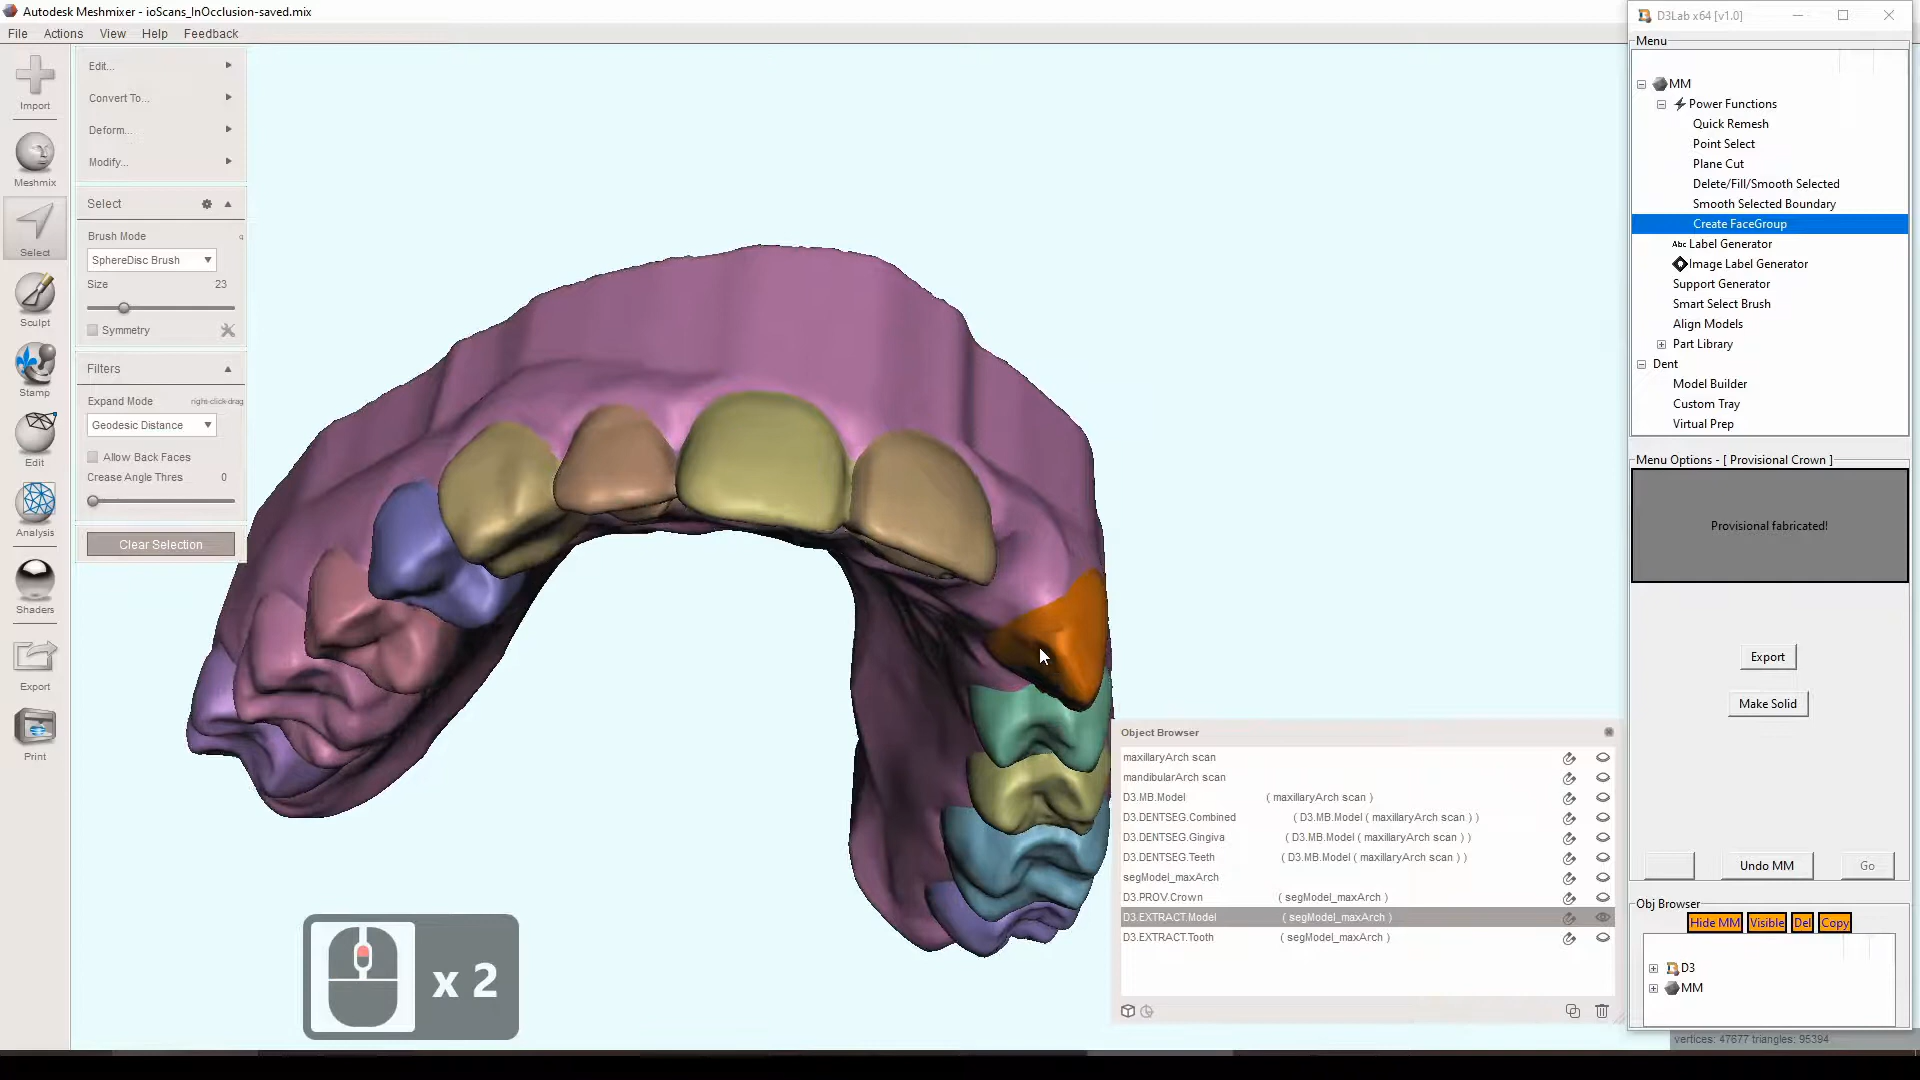 Autodesk Meshmixer - ioScans_InOcclusion-saved.mix
File Actions View Help Feedback
Import
Meshmix
Select
Sculpt
Stamp
Edit
Analysis
Shaders
Export
Print
Edit...
Convert To...
Deform...
Modify...
Select
Brush Mode
SphereDisc Brush
Size 23
Symmetry
Filters
Expand Mode right-click-drag
Geodesic Distance
Allow Back Faces
Crease Angle Thres 0
Clear Selection
x 2
Object Browser
maxillaryArch scan
mandibularArch scan
D3.MB.Model ( maxillaryArch scan )
D3.DENTSEG.Combined ( D3.MB.Model ( maxillaryArch scan ) )
D3.DENTSEG.Gingiva ( D3.MB.Model ( maxillaryArch scan ) )
D3.DENTSEG.Teeth ( D3.MB.Model ( maxillaryArch scan ) )
segModel_maxArch
D3.PROV.Crown ( segModel_maxArch )
D3.EXTRACT.Model ( segModel_maxArch )
D3.EXTRACT.Tooth ( segModel_maxArch )
D3Lab x64 [v1.0]
Menu
MM
Power Functions
Quick Remesh
Point Select
Plane Cut
Delete/Fill/Smooth Selected
Smooth Selected Boundary
Create FaceGroup
Abc Label Generator
Image Label Generator
Support Generator
Smart Select Brush
Align Models
Part Library
Dent
Model Builder
Custom Tray
Virtual Prep
Menu Options - [ Provisional Crown ]
Provisional fabricated!
Export
Make Solid
Undo MM Go
Obj Browser
Hide MM Visible Del Copy
D3
MM
vertices: 47677 triangles: 95394